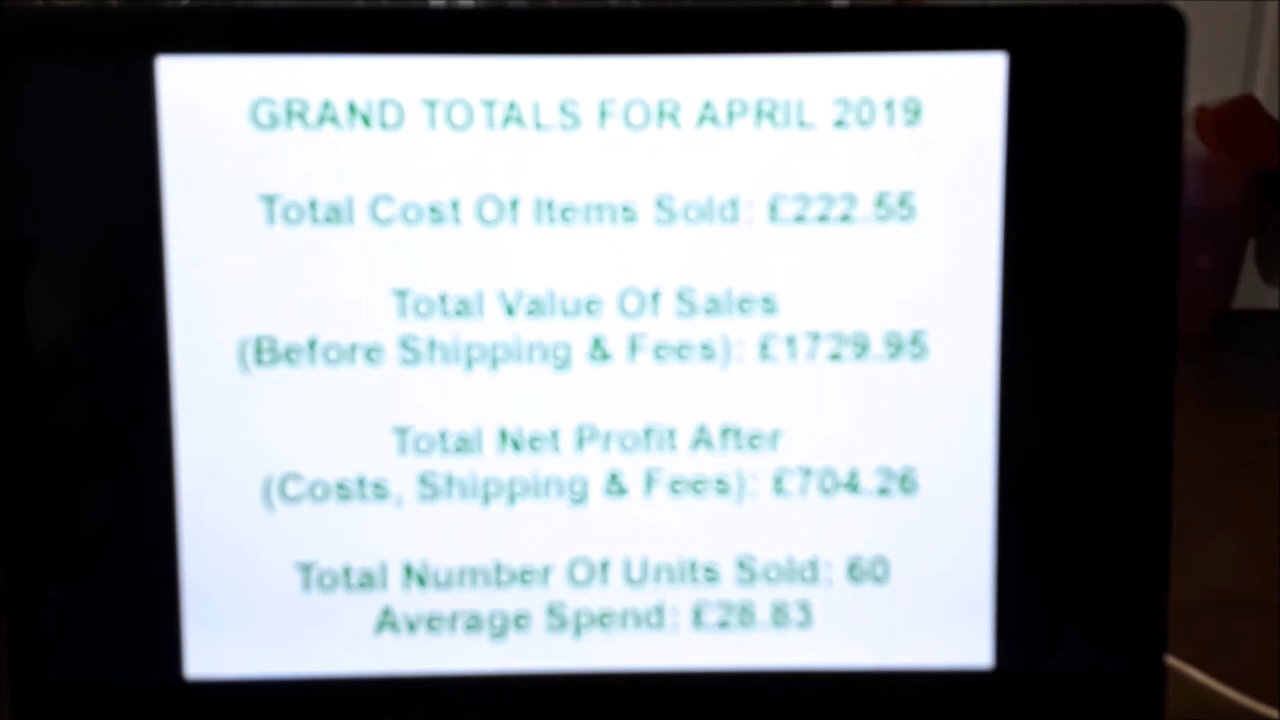 GRAND TOTALS FOR APRIL 2019
Total Cost Of Items Sold: £222.55
Total Value Of Sales
(Before Shipping & Fees): £1729.95
Total Net Profit After
(Costs, Shipping & Fees): £704.26
Total Number Of Units Sold: 60
Average Spend: £28.83